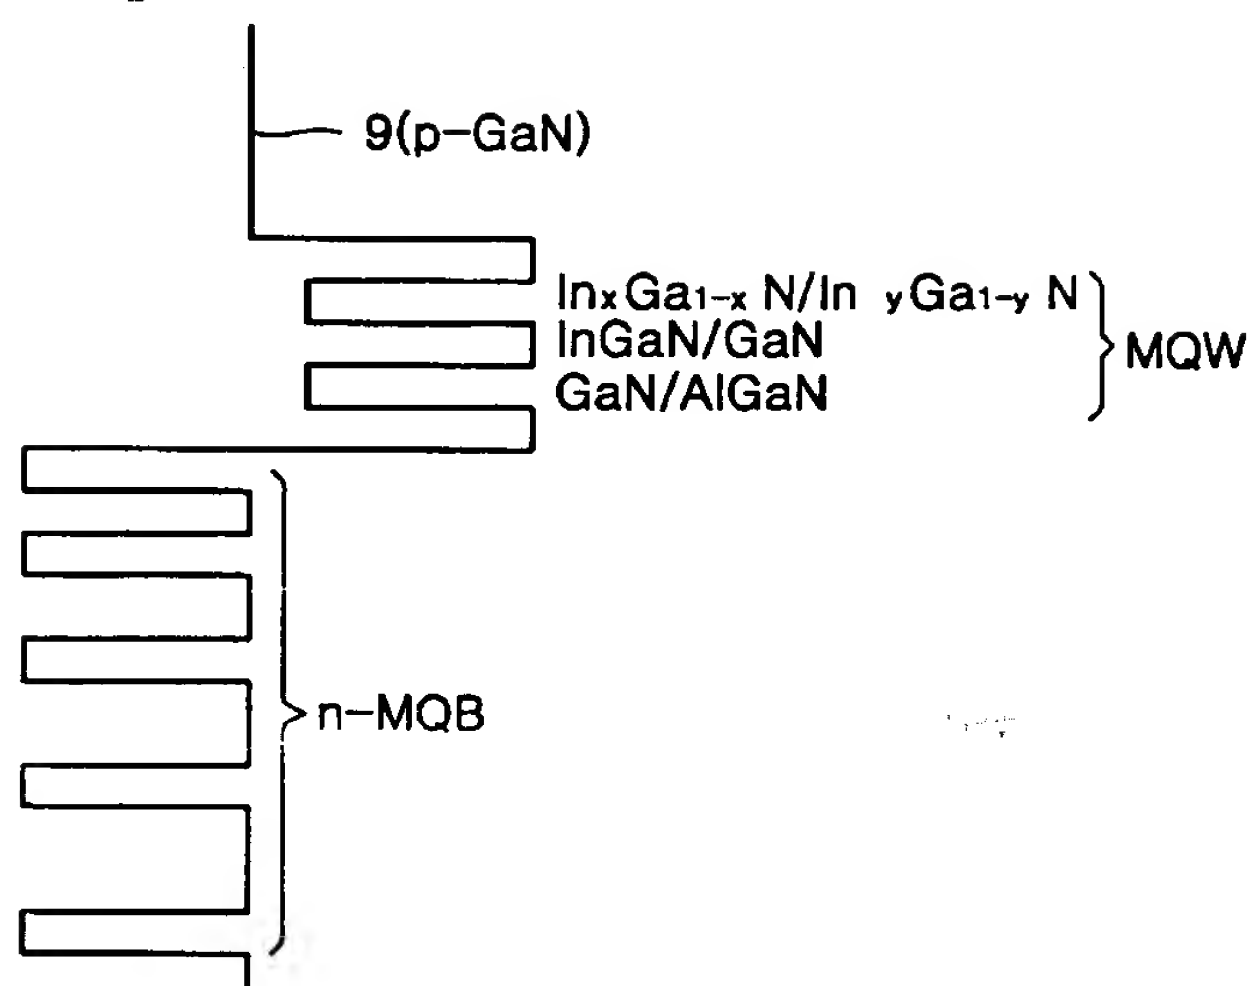 9(p-GaN)
InxGa1-x N/In yGa1-y N
InGaN/GaN
GaN/AlGaN
MQW
n-MQB